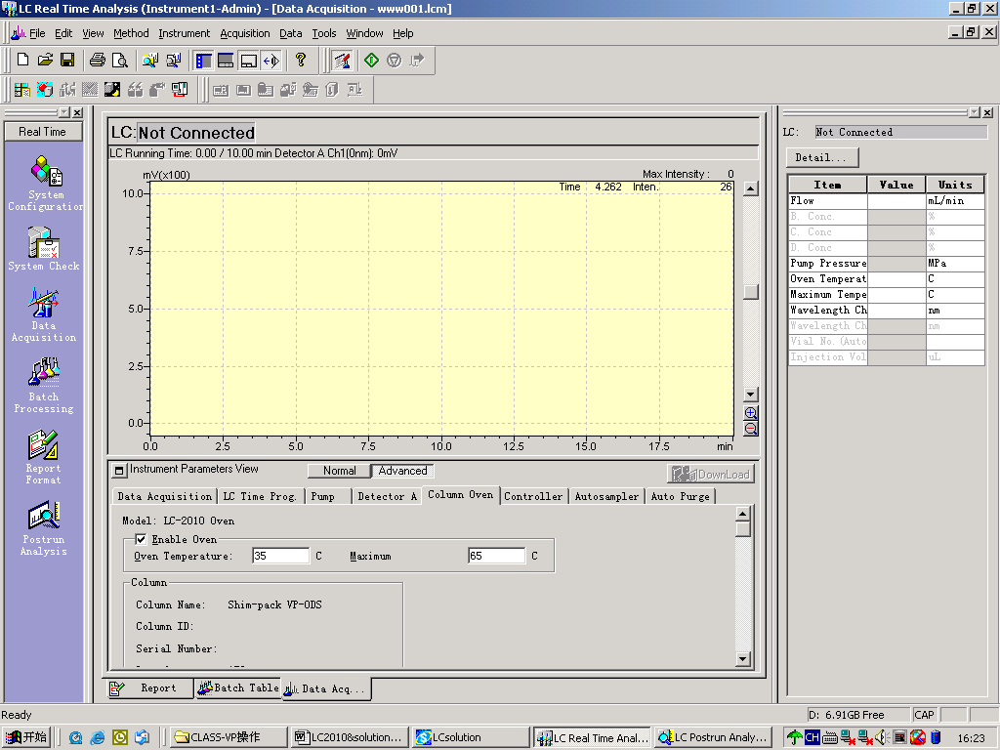 LC Real Time Analysis (Instrument1-Admin) - [Data Acquisition - www001.lcm]
File Edit View Method Instrument Acquisition Data Tools Window Help
Real Time
System
Configuration
System Check
Data
Acquisition
Batch
Processing
Report
Format
Postrun
Analysis
LC: Not Connected
LC Running Time: 0.00 / 10.00 min Detector A Ch1(0nm): 0mV
mV(x100)
Max Intensity : 0
Time 4.262 Inten. 26
10.0
7.5
5.0
2.5
0.0
0.0 2.5 5.0 7.5 10.0 12.5 15.0 17.5 min
Instrument Parameters View Normal Advanced DownLoad
Data Acquisition LC Time Prog. Pump Detector A Column Oven Controller Autosampler Auto Purge
Model: LC-2010 Oven
Enable Oven
Oven Temperature: 35 C Maximum 65 C
Column
Column Name: Shim-pack VP-ODS
Column ID:
Serial Number:
Report Batch Table Data Acq...
LC: Not Connected
Detail...
Item Value Units
Flow mL/min
B. Conc. %
C. Conc %
D. Conc %
Pump Pressure MPa
Oven Temperat C
Maximum Tempe C
Wavelength Ch nm
Wavelength Ch nm
Vial No. (Auto
Injection Vol uL
Ready D: 6.91GB Free CAP
开始 CLASS-VP操作 LC2010&solution... LCsolution LC Real Time Anal... LC Postrun Analy... CH 16:23